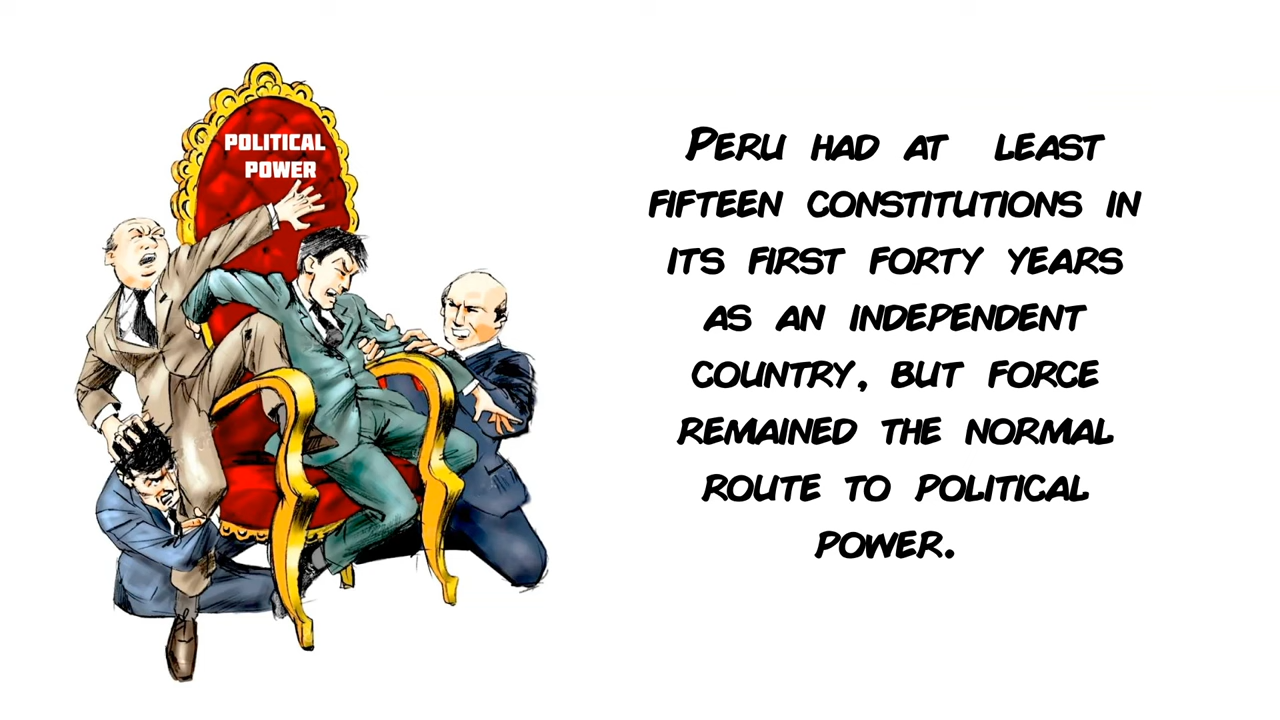 POLITICAL
POWER
PERU HAD AT LEAST
FIFTEEN CONSTITUTIONS IN
ITS FIRST FORTY YEARS
AS AN INDEPENDENT
COUNTRY, BUT FORCE
REMAINED THE NORMAL
ROUTE TO POLITICAL
POWER.